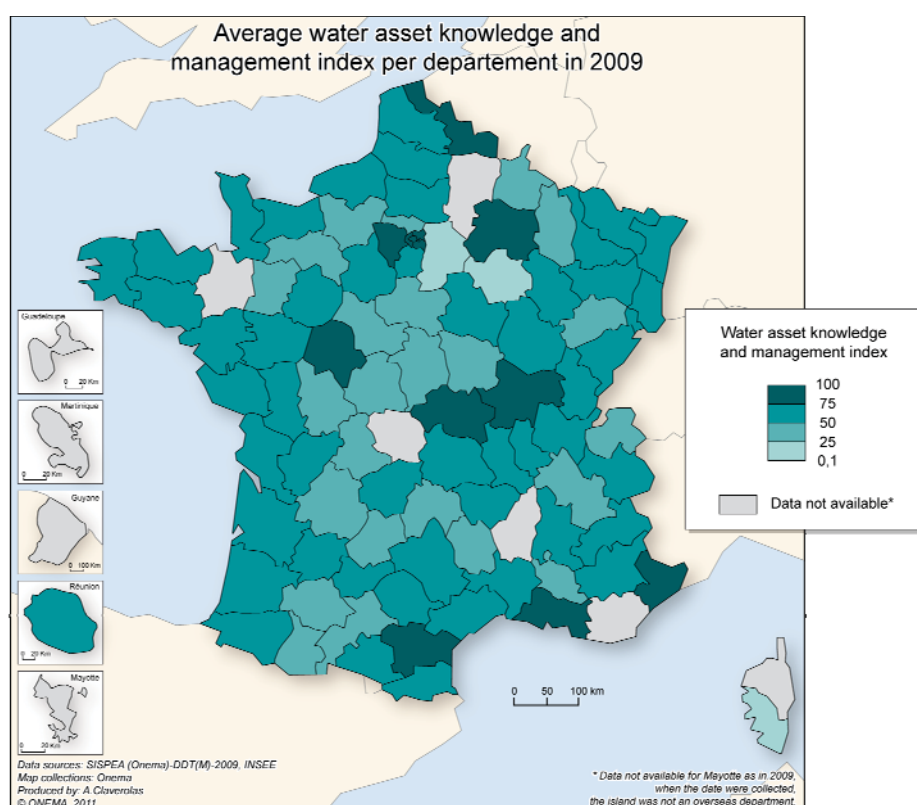 Average water asset knowledge and
management index per departement in 2009
Guadeloupe
0 20 Km
Martinique
0 20 Km
Guyane
0 100 Km
Réunion
0 20 Km
Mayotte
0 20 Km
Water asset knowledge
and management index
100
75
50
25
0,1
Data not available*
0 50 100 km
Data sources: SISPEA (Onema)-DDT(M)-2009, INSEE
Map collections: Onema
Produced by: A.Claverolas
© ONEMA, 2011
* Data not available for Mayotte as in 2009,
when the date were collected,
the island was not an overseas department.